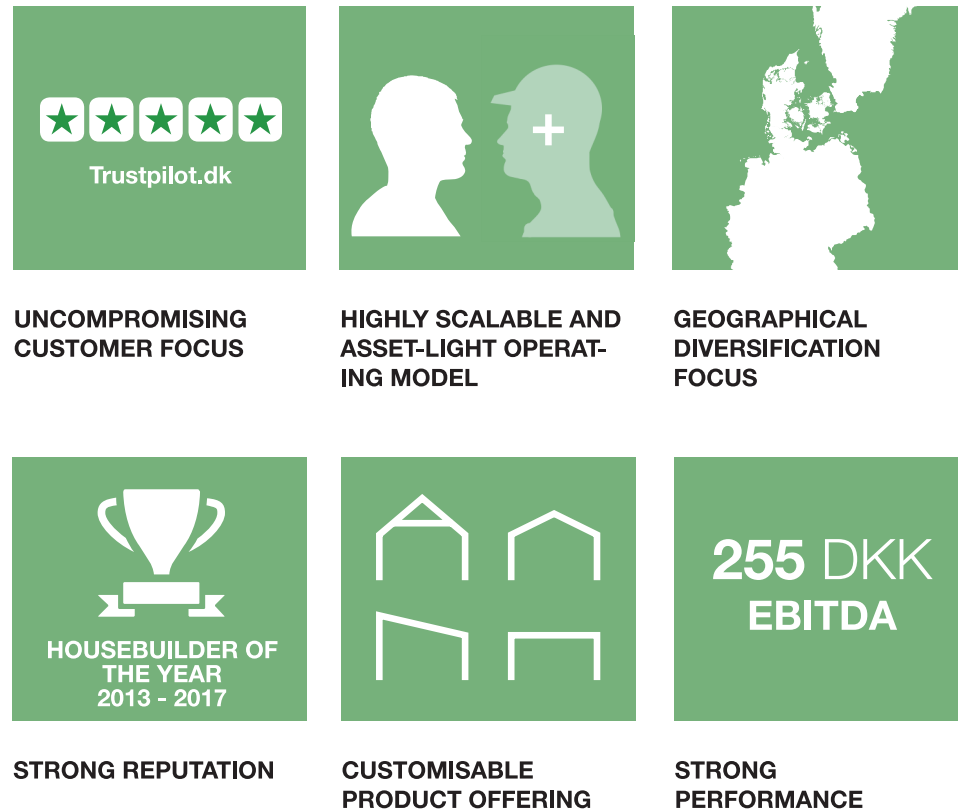 Trustpilot.dk
UNCOMPROMISING
CUSTOMER FOCUS
HIGHLY SCALABLE AND
ASSET-LIGHT OPERAT-
ING MODEL
GEOGRAPHICAL
DIVERSIFICATION
FOCUS
HOUSEBUILDER OF
THE YEAR
2013 - 2017
STRONG REPUTATION
CUSTOMISABLE
PRODUCT OFFERING
255 DKK
EBITDA
STRONG
PERFORMANCE